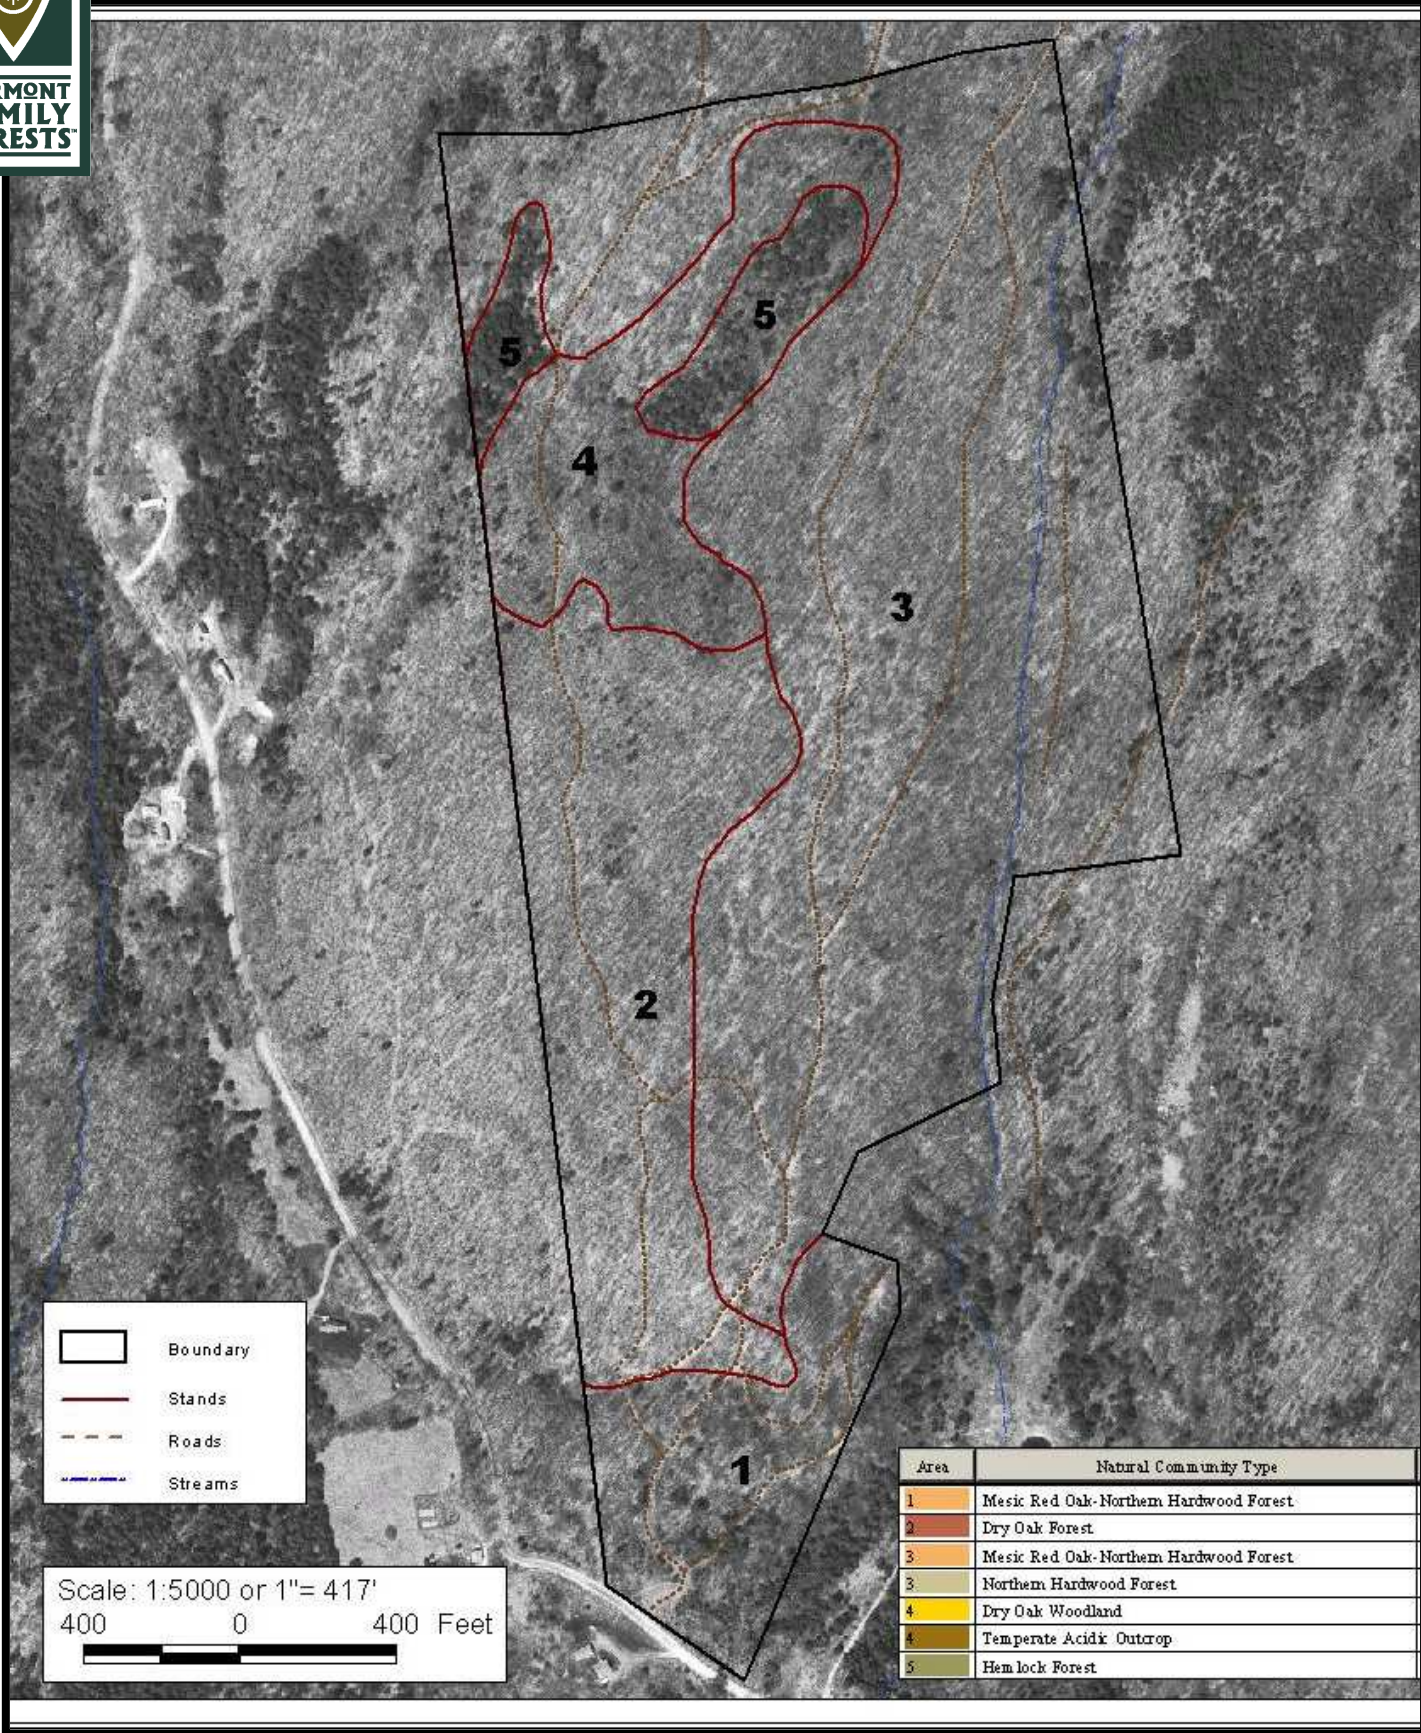 RMONT
MILY
RESTS
5
5
4
3
2
1
Boundary
Stands
Roads
Streams
Scale: 1:5000 or 1"= 417'
400 0 400 Feet
Area Natural Community Type
1 Mesic Red Oak-Northern Hardwood Forest
2 Dry Oak Forest
3 Mesic Red Oak-Northern Hardwood Forest
3 Northern Hardwood Forest
4 Dry Oak Woodland
4 Temperate Acidic Outcrop
5 Hemlock Forest